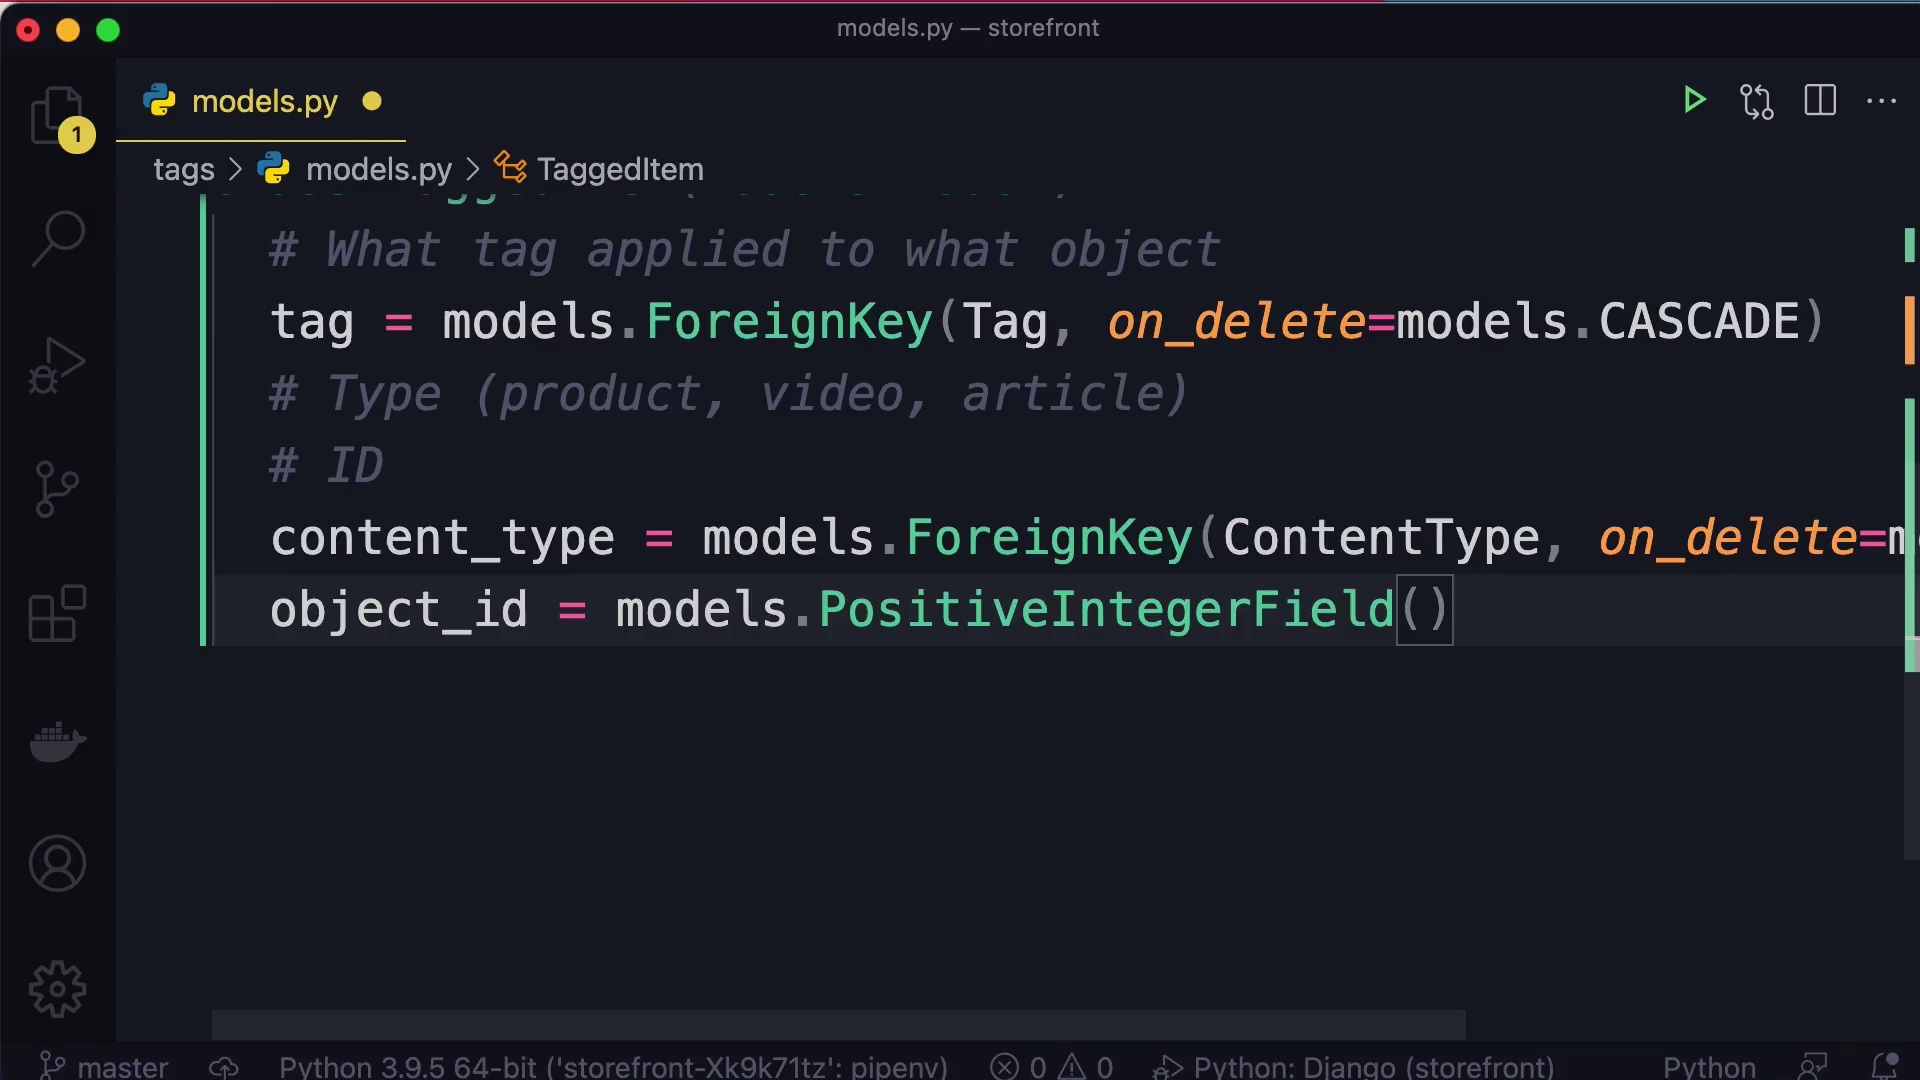 models.py — storefront
models.py
1
tags > models.py > TaggedItem
# What tag applied to what object
tag = models.ForeignKey(Tag, on_delete=models.CASCADE)
# Type (product, video, article)
# ID
content_type = models.ForeignKey(ContentType, on_delete=m
object_id = models.PositiveIntegerField()
master Python 3.9.5 64-bit ('storefront-Xk9k71tz': pipenv) 0 0 Python: Django (storefront) Python